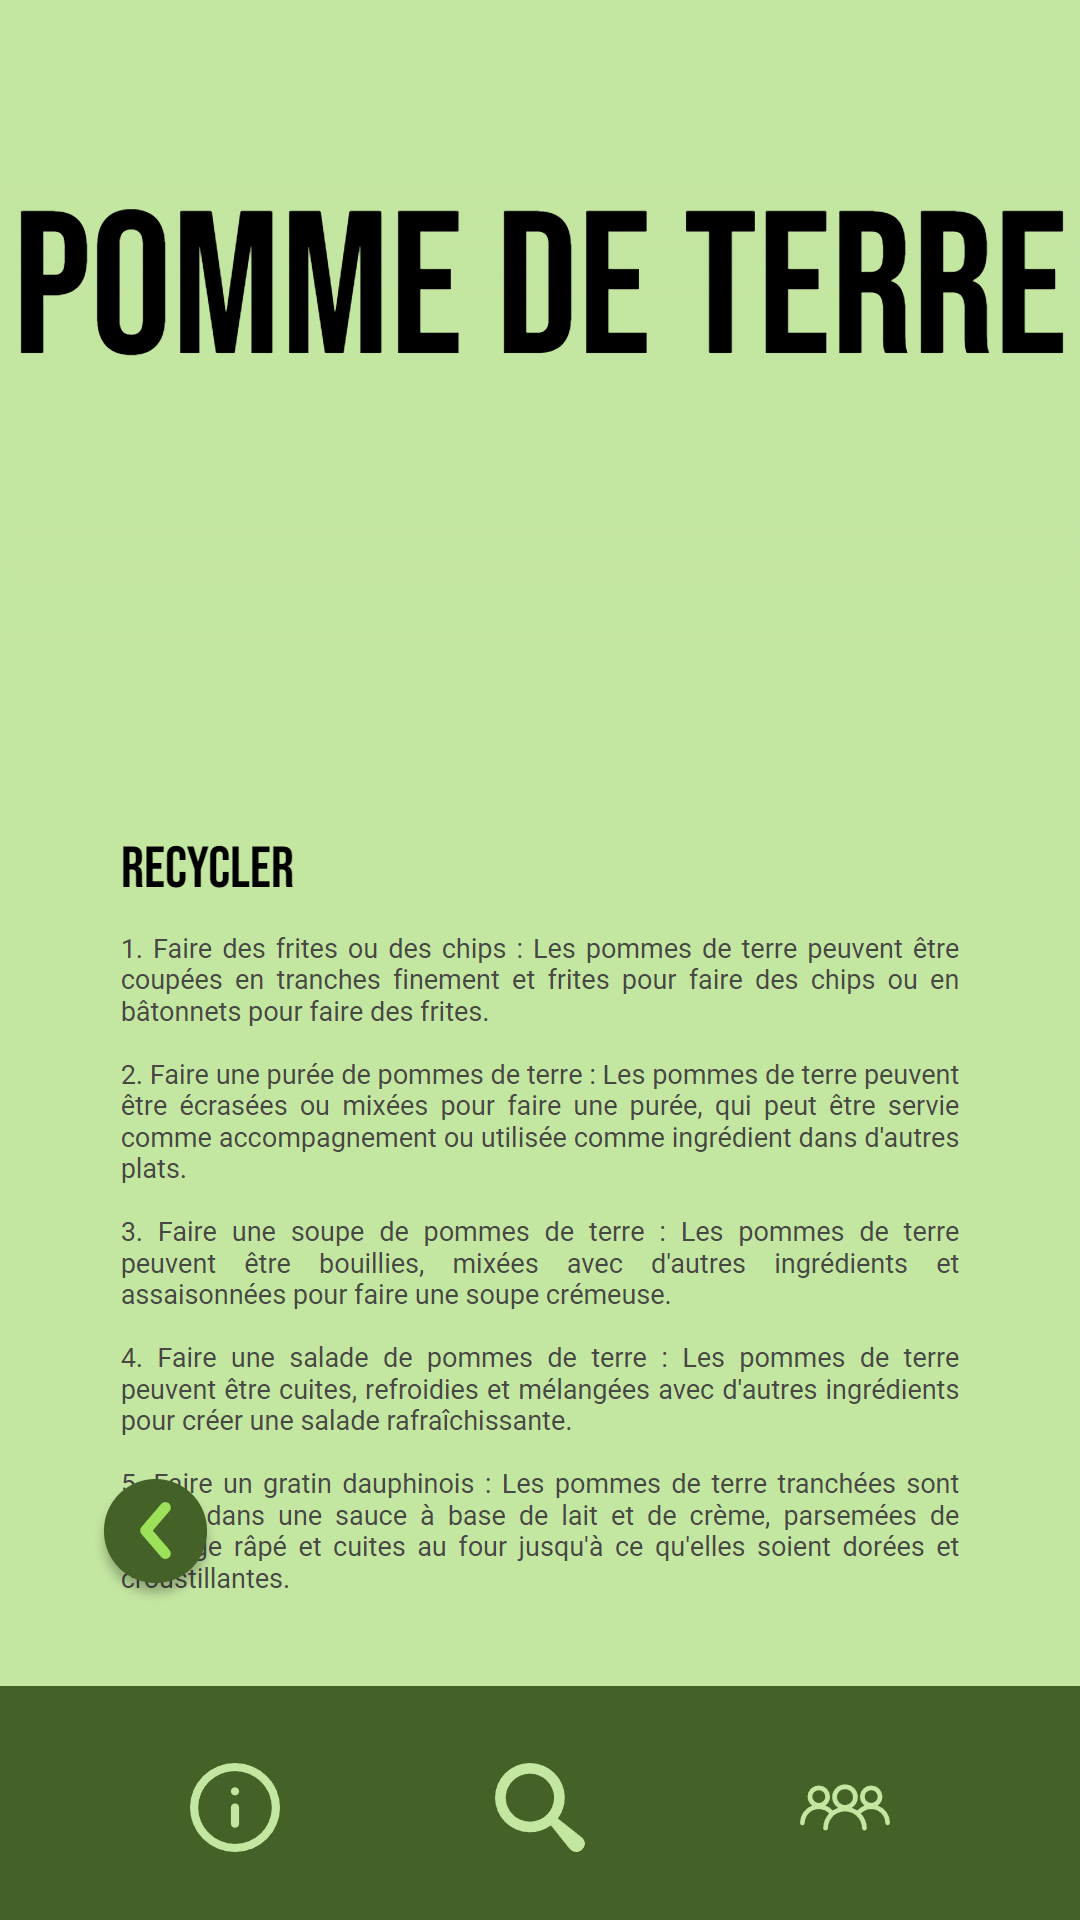 POMME DE TERRE
RECYCLER
1. Faire des frites ou des chips : Les pommes de terre peuvent être
coupées en tranches finement et frites pour faire des chips ou en
bâtonnets pour faire des frites.
2. Faire une purée de pommes de terre : Les pommes de terre peuvent
être écrasées ou mixées pour faire une purée, qui peut être servie
comme accompagnement ou utilisée comme ingrédient dans d'autres
plats.
3. Faire une soupe de pommes de terre : Les pommes de terre
peuvent être bouillies, mixées avec d'autres ingrédients et
assaisonnées pour faire une soupe crémeuse.
4. Faire une salade de pommes de terre : Les pommes de terre
peuvent être cuites, refroidies et mélangées avec d'autres ingrédients
pour créer une salade rafraîchissante.
5. Faire un gratin dauphinois : Les pommes de terre tranchées sont
dans une sauce à base de lait et de crème, parsemées de
râpé et cuites au four jusqu'à ce qu'elles soient dorées et
croustillantes.